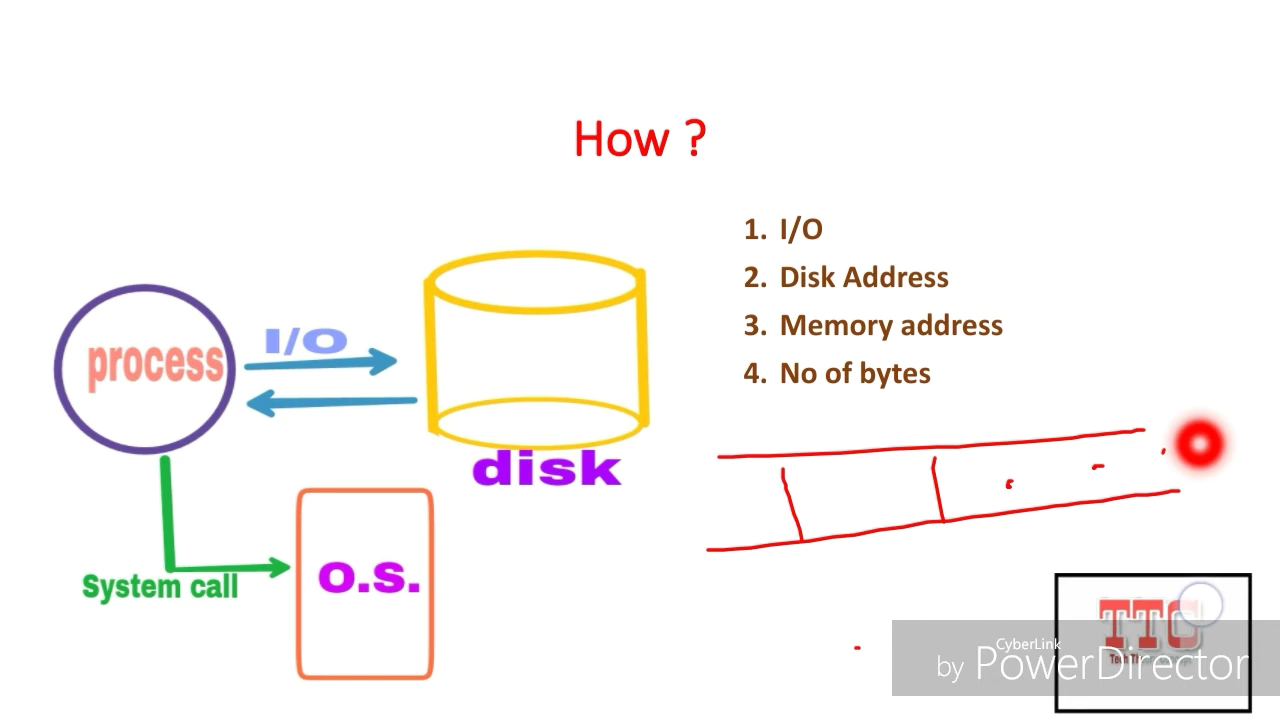 How ?
1. I/O
2. Disk Address
3. Memory address
4. No of bytes
I/O
process
disk
System call
O.S.
TTC
CyberLink
by PowerDirector